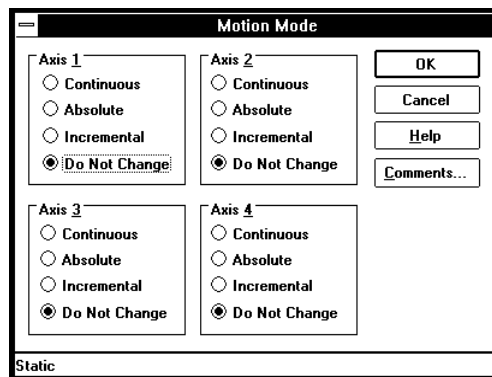 Motion Mode
Axis 1
Continuous
Absolute
Incremental
Do Not Change
Axis 2
Continuous
Absolute
Incremental
Do Not Change
OK
Cancel
Help
Comments...
Axis 3
Continuous
Absolute
Incremental
Do Not Change
Axis 4
Continuous
Absolute
Incremental
Do Not Change
Static